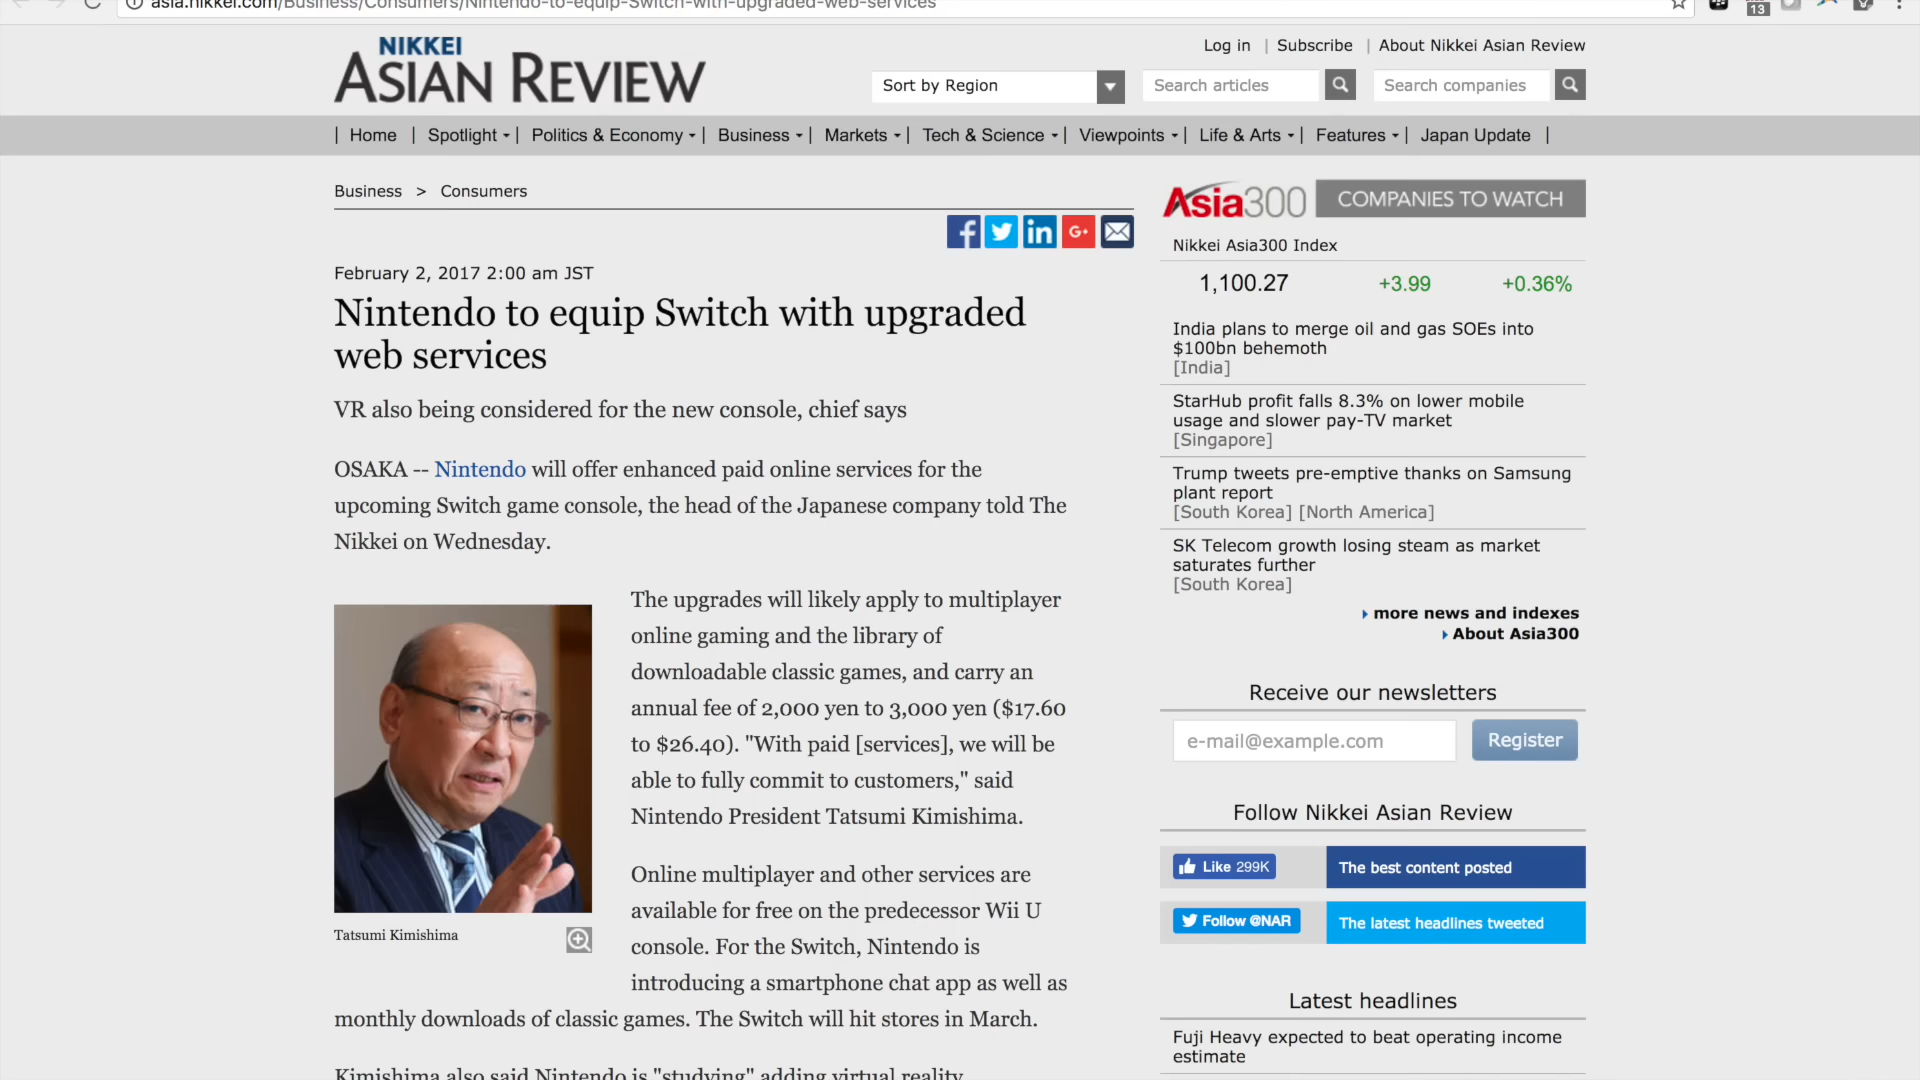 asia.nikkei.com/Business/Consumers/Nintendo-to-equip-Switch-with-upgraded-web-services
13
NIKKEI
ASIAN REVIEW
Log in | Subscribe | About Nikkei Asian Review
Sort by Region
Search articles
Search companies
| Home | Spotlight | Politics & Economy | Business | Markets | Tech & Science | Viewpoints | Life & Arts | Features | Japan Update |
Business > Consumers
G+
February 2, 2017 2:00 am JST
Nintendo to equip Switch with upgraded
web services
VR also being considered for the new console, chief says
OSAKA -- Nintendo will offer enhanced paid online services for the
upcoming Switch game console, the head of the Japanese company told The
Nikkei on Wednesday.
The upgrades will likely apply to multiplayer
online gaming and the library of
downloadable classic games, and carry an
annual fee of 2,000 yen to 3,000 yen ($17.60
to $26.40). "With paid [services], we will be
able to fully commit to customers," said
Nintendo President Tatsumi Kimishima.
Tatsumi Kimishima
Online multiplayer and other services are
available for free on the predecessor Wii U
console. For the Switch, Nintendo is
introducing a smartphone chat app as well as
monthly downloads of classic games. The Switch will hit stores in March.
Kimishima also said Nintendo is "studying" adding virtual reality
Asia300 COMPANIES TO WATCH
Nikkei Asia300 Index
1,100.27 +3.99 +0.36%
India plans to merge oil and gas SOEs into
$100bn behemoth
[India]
StarHub profit falls 8.3% on lower mobile
usage and slower pay-TV market
[Singapore]
Trump tweets pre-emptive thanks on Samsung
plant report
[South Korea] [North America]
SK Telecom growth losing steam as market
saturates further
[South Korea]
more news and indexes
About Asia300
Receive our newsletters
e-mail@example.com
Register
Follow Nikkei Asian Review
Like 299K
The best content posted
Follow @NAR
The latest headlines tweeted
Latest headlines
Fuji Heavy expected to beat operating income
estimate